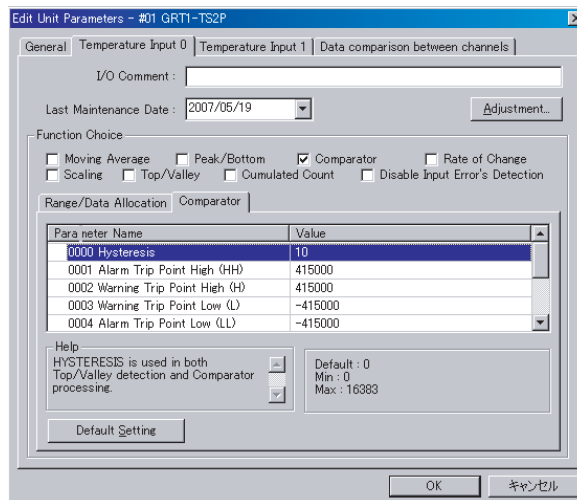 Edit Unit Parameters - #01 GRT1-TS2P
General Temperature Input 0 Temperature Input 1 Data comparison between channels
I/O Comment :
Last Maintenance Date : 2007/05/19 Adjustment...
Function Choice
Moving Average Peak/Bottom Comparator Rate of Change
Scaling Top/Valley Cumulated Count Disable Input Error's Detection
Range/Data Allocation Comparator
Parameter Name Value
0000 Hysteresis 10
0001 Alarm Trip Point High (HH) 415000
0002 Warning Trip Point High (H) 415000
0003 Warning Trip Point Low (L) -415000
0004 Alarm Trip Point Low (LL) -415000
Help
HYSTERESIS is used in both
Top/Valley detection and Comparator
processing.
Default : 0
Min : 0
Max : 16383
Default Setting
OK キャンセル